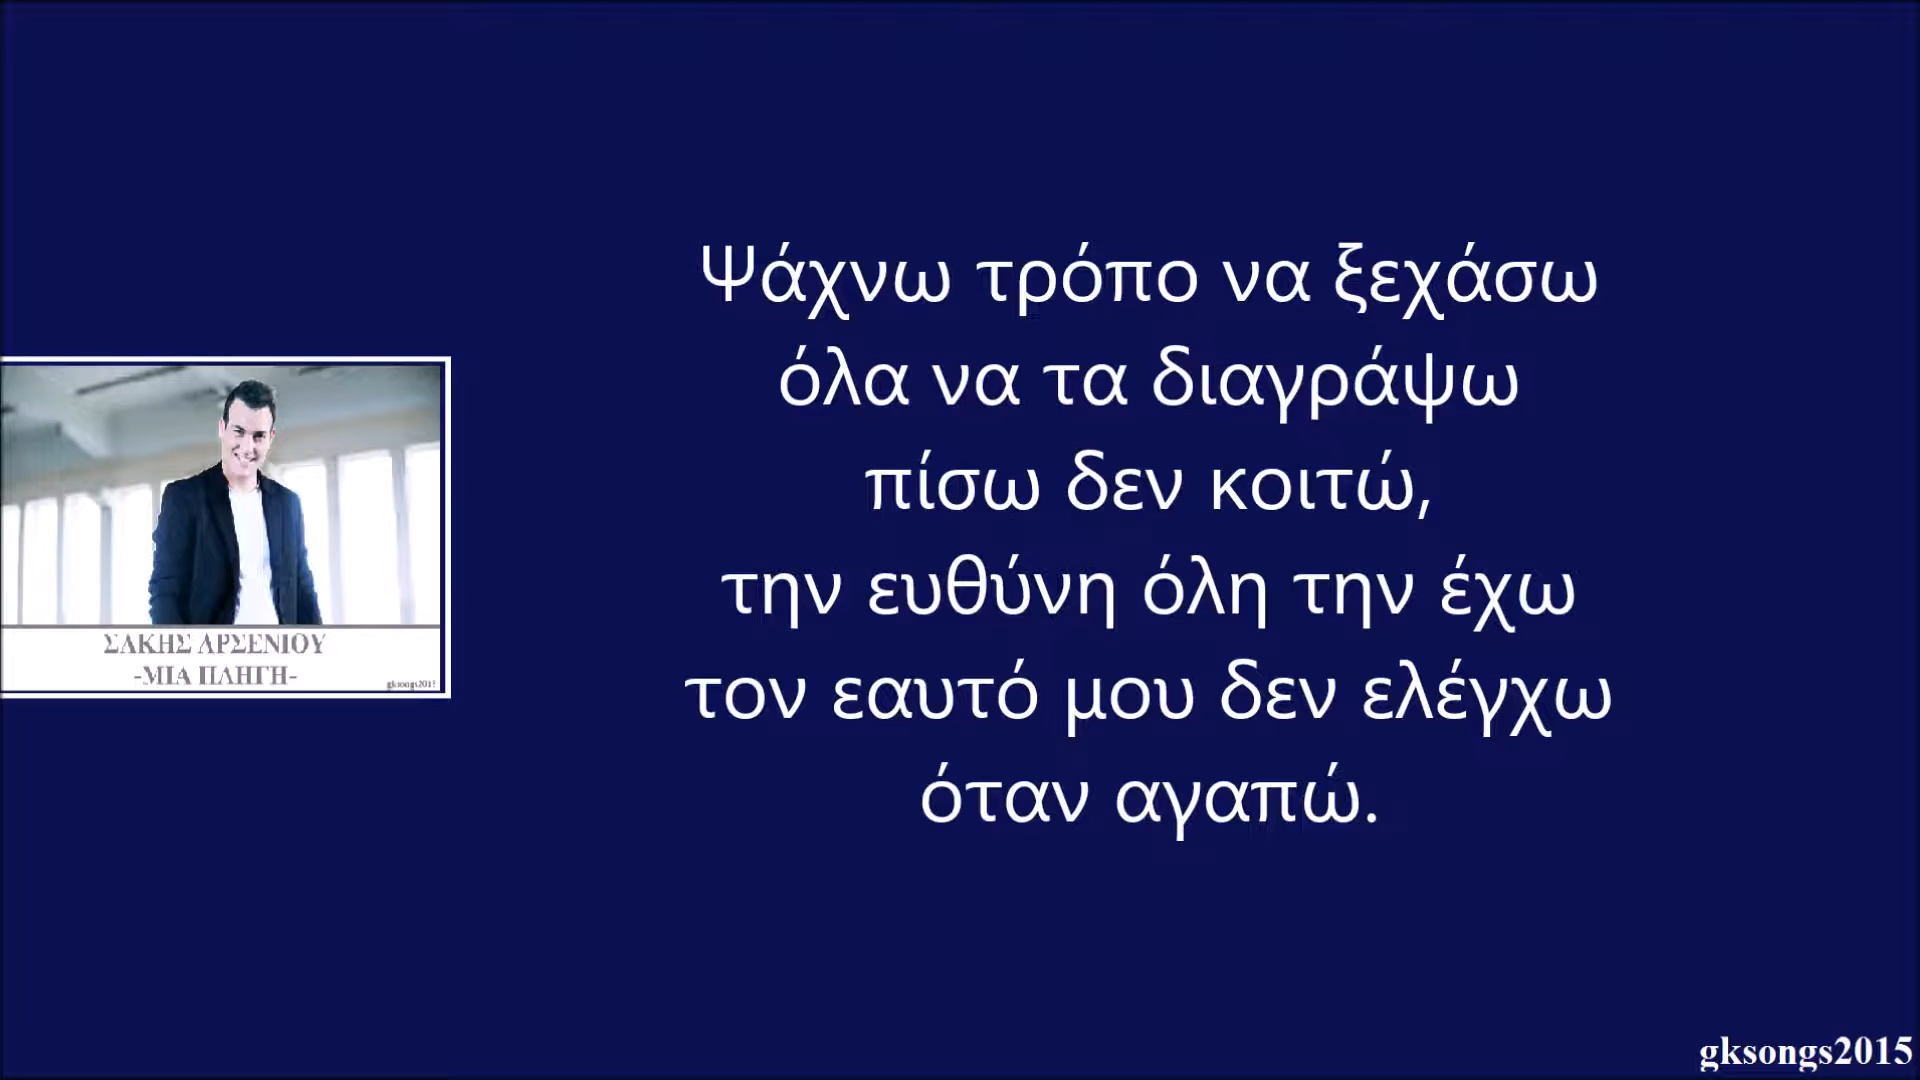 Ψάχνω τρόπο να ξεχάσω
όλα να τα διαγράψω
πίσω δεν κοιτώ,
την ευθύνη όλη την έχω
τον εαυτό μου δεν ελέγχω
όταν αγαπώ.
ΣΑΚΗΣ ΑΡΣΕΝΙΟΥ
-ΜΙΑ ΠΛΗΓΗ-
gksongs2015
gksongs2015